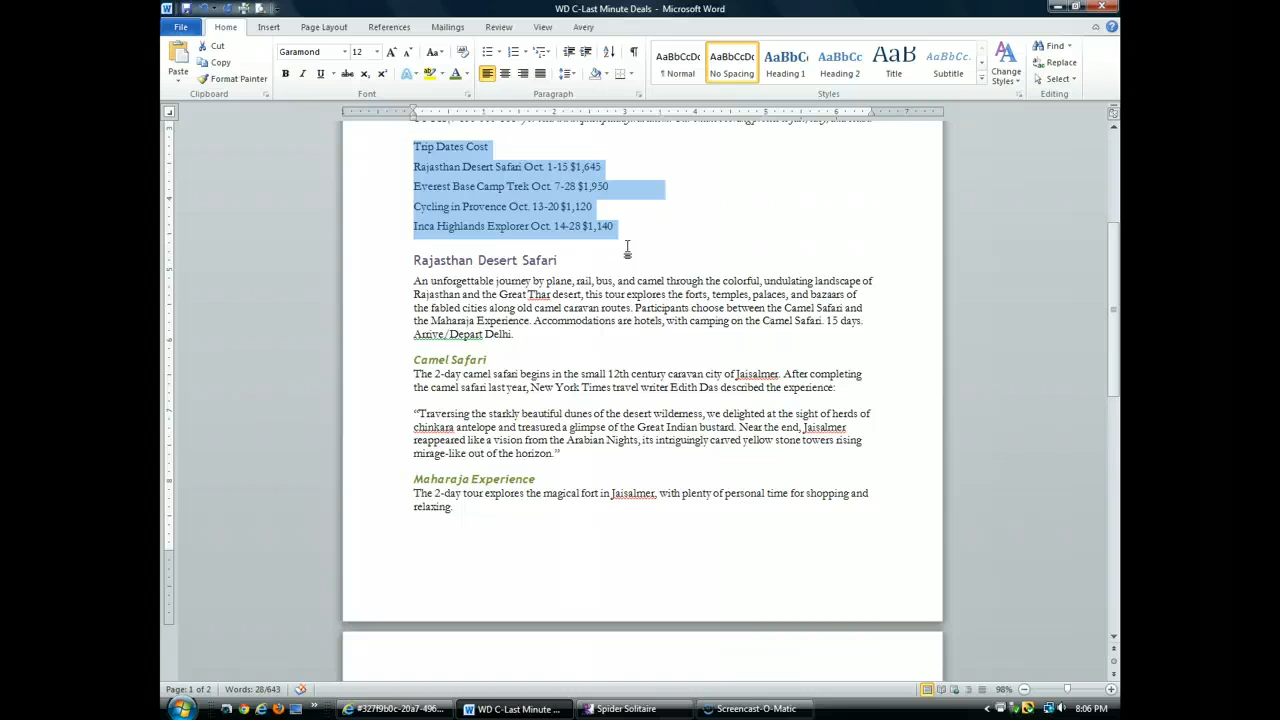 WD C-Last Minute Deals - Microsoft Word
File Home Insert Page Layout References Mailings Review View Avery
Paste
Cut
Copy
Format Painter
Clipboard
Garamond 12
Font
Paragraph
AaBbCcDc AaBbCcDc AaBbC AaBbCc AaB AaBbCc.
¶ Normal No Spacing Heading 1 Heading 2 Title Subtitle
Change Styles
Styles
Find
Replace
Select
Editing
Trip Dates Cost
Rajasthan Desert Safari Oct. 1-15 $1,645
Everest Base Camp Trek Oct. 7-28 $1,950
Cycling in Provence Oct. 13-20 $1,120
Inca Highlands Explorer Oct. 14-28 $1,140
Rajasthan Desert Safari
An unforgettable journey by plane, rail, bus, and camel through the colorful, undulating landscape of
Rajasthan and the Great Thar desert, this tour explores the forts, temples, palaces, and bazaars of
the fabled cities along old camel caravan routes. Participants choose between the Camel Safari and
the Maharaja Experience. Accommodations are hotels, with camping on the Camel Safari. 15 days.
Arrive/Depart Delhi.
Camel Safari
The 2-day camel safari begins in the small 12th century caravan city of Jaisalmer. After completing
the camel safari last year, New York Times travel writer Edith Das described the experience:
“Traversing the starkly beautiful dunes of the desert wilderness, we delighted at the sight of herds of
chinkara antelope and treasured a glimpse of the Great Indian bustard. Near the end, Jaisalmer
reappeared like a vision from the Arabian Nights, its intriguingly carved yellow stone towers rising
mirage-like out of the horizon.”
Maharaja Experience
The 2-day tour explores the magical fort in Jaisalmer, with plenty of personal time for shopping and
relaxing.
Page: 1 of 2 Words: 28/643 98%
#327f9b0c-20a7-496... WD C-Last Minute ... Spider Solitaire Screencast-O-Matic 8:06 PM